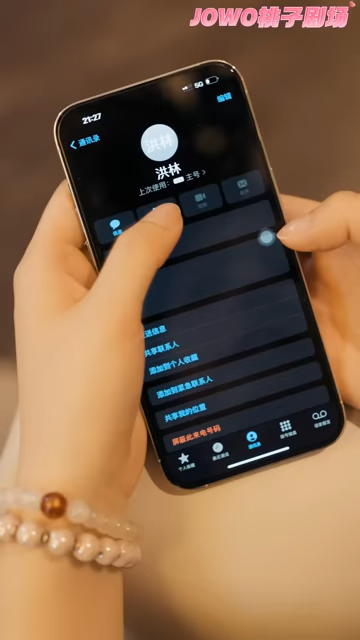 JOWO桃子剧场
21:27
5G
通讯录
编辑
洪林
洪林
上次使用： 主号
信息
送信息
共享联系人
添加到个人收藏
添加到紧急联系人
共享我的位置
屏蔽此来电号码
个人收藏
最近通话
通讯录
拨号键盘
语音留言